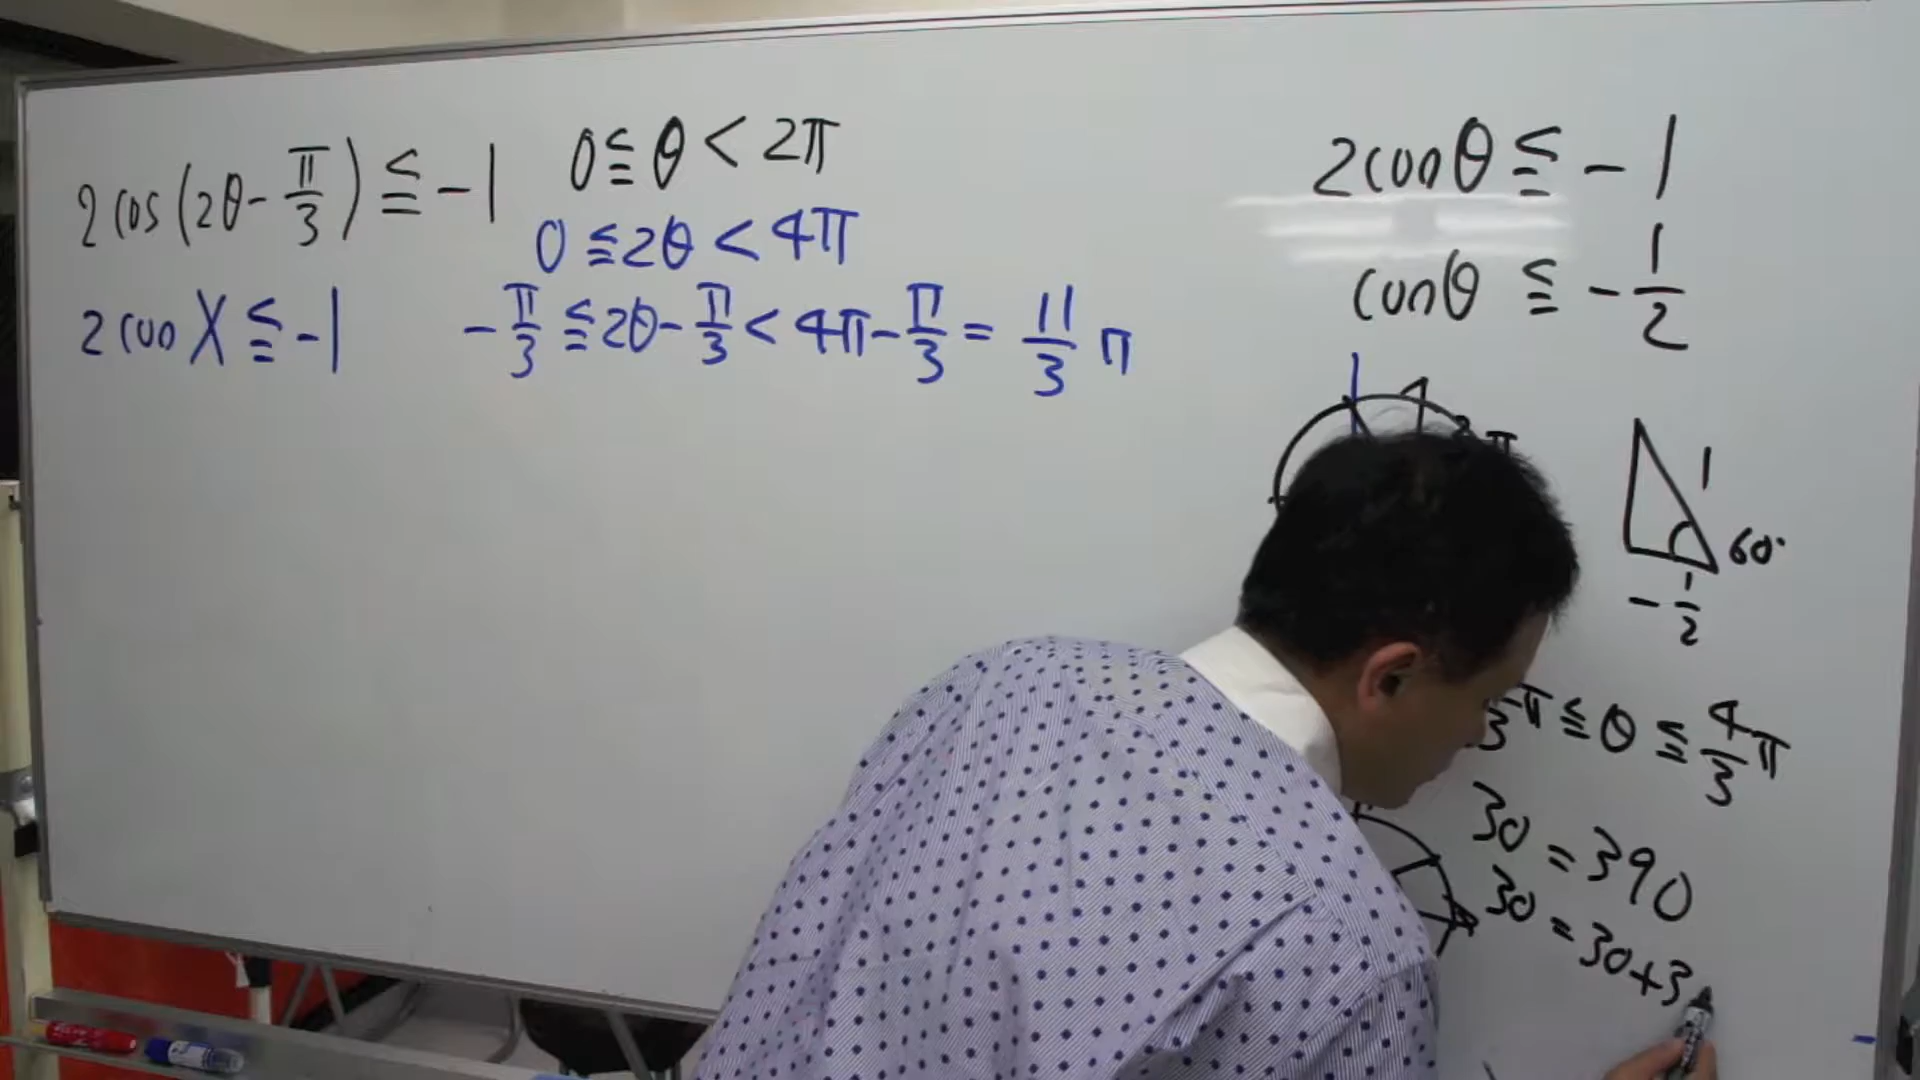 2cos(2θ-π/3)≦-1 0≦θ<2π
0≦2θ<4π
2cos X≦-1 -π/3≦2θ-π/3<4π-π/3=11/3 π
2cosθ≦-1
cosθ≦-1/2
1
60°
-1/2
3 π≦θ≦4/3 π
30=390
30=30+3